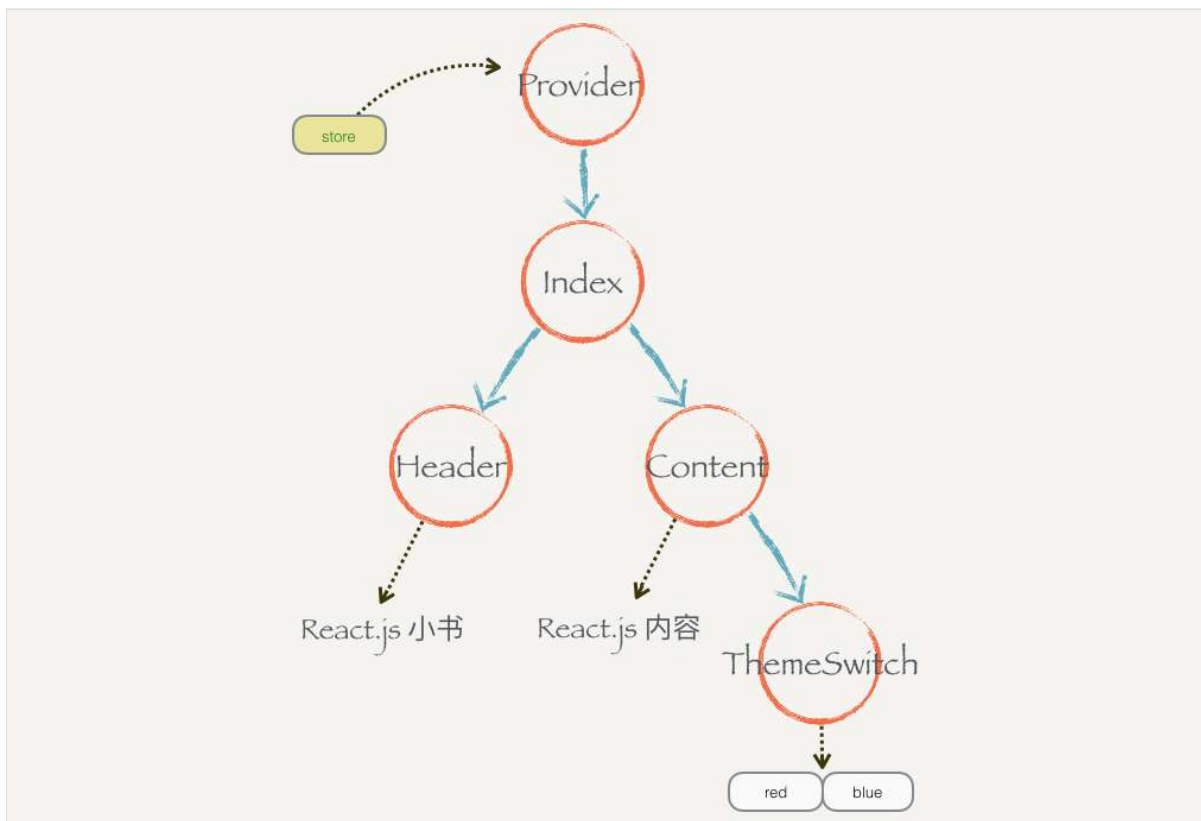 Provider
store
Index
Header
Content
React.js 小书
React.js 内容
ThemeSwitch
red
blue